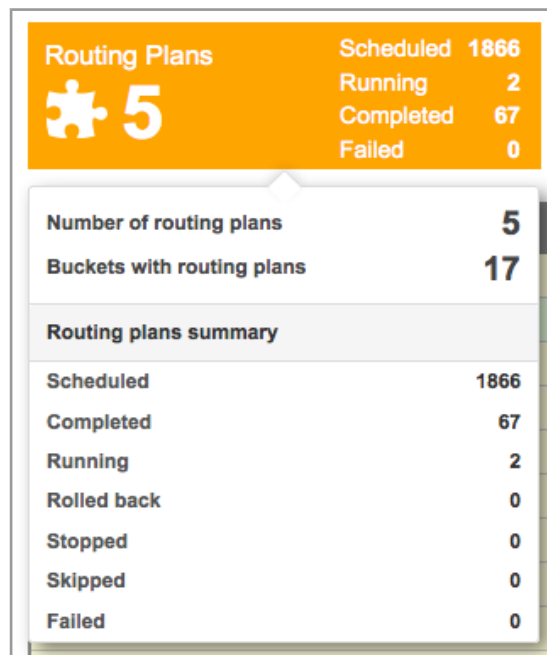 Routing Plans
5
Scheduled 1866
Running 2
Completed 67
Failed 0
Number of routing plans 5
Buckets with routing plans 17
Routing plans summary
Scheduled 1866
Completed 67
Running 2
Rolled back 0
Stopped 0
Skipped 0
Failed 0